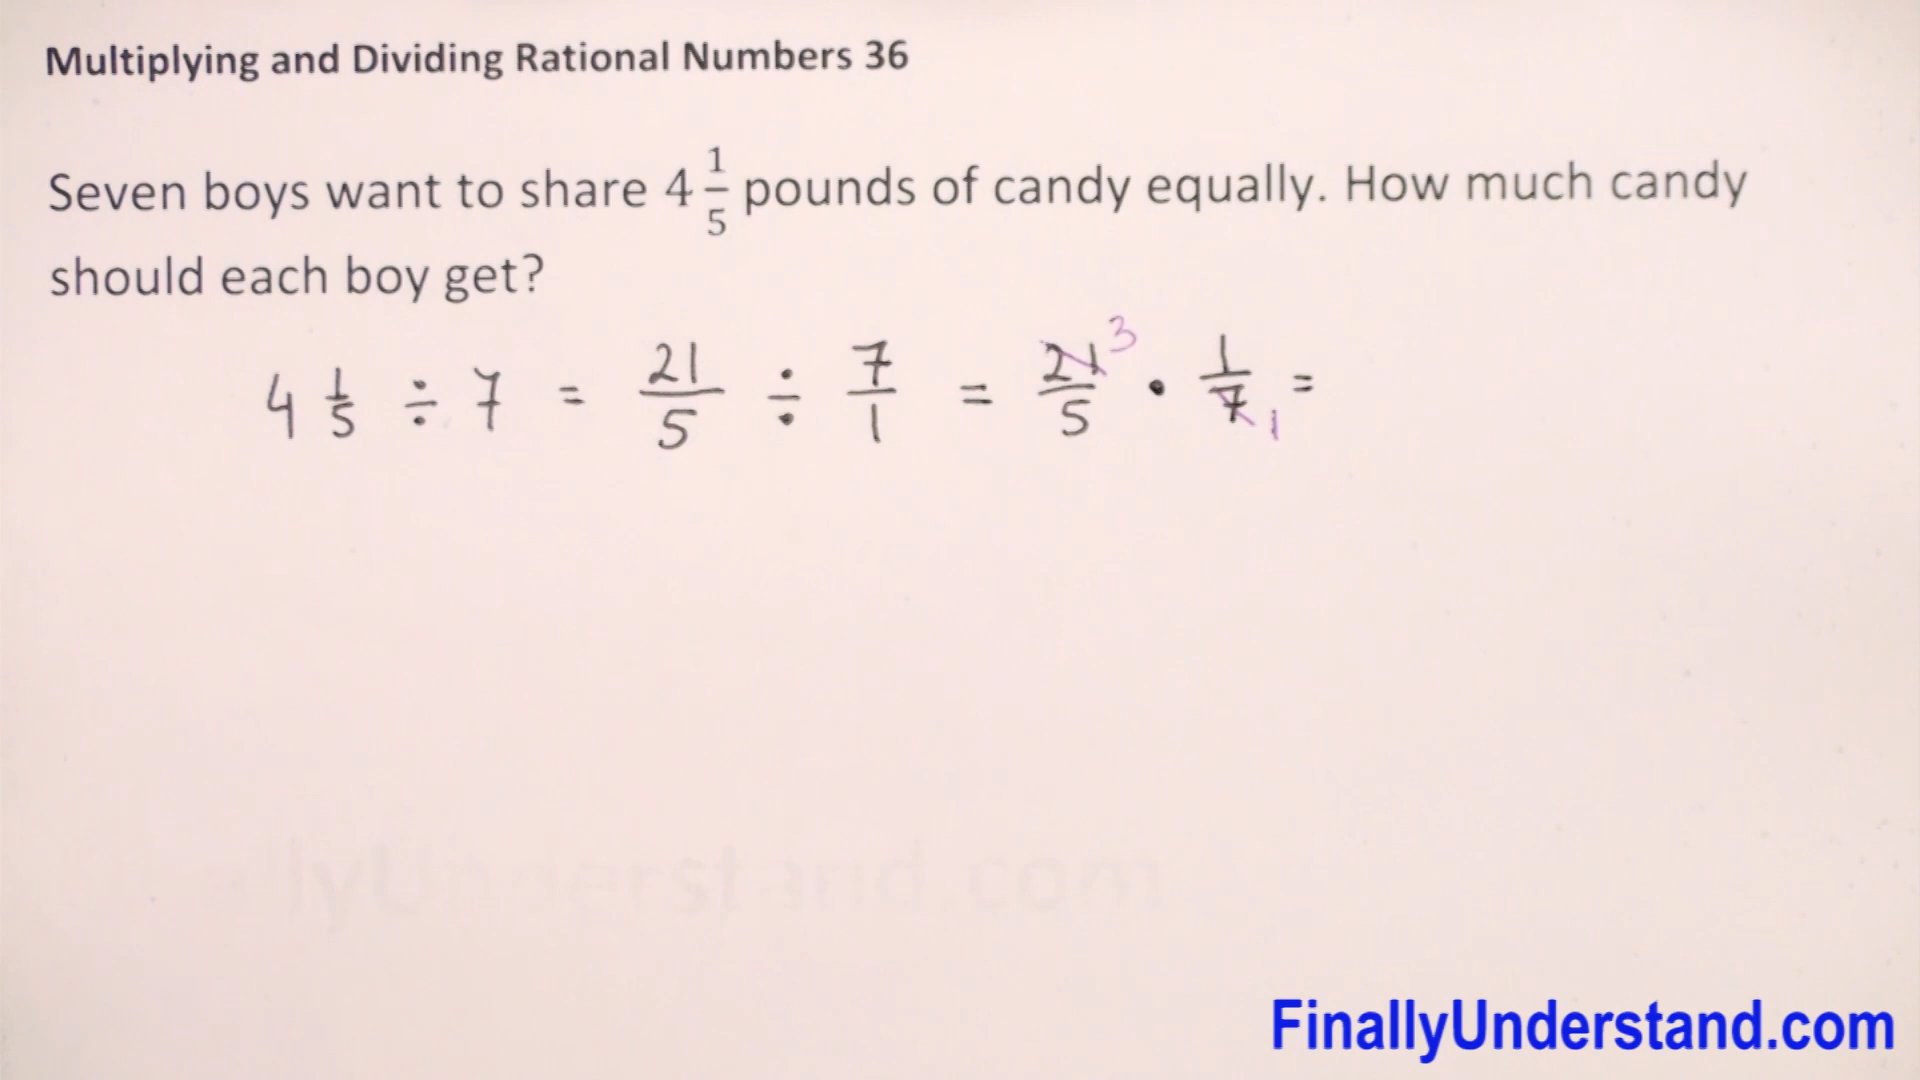 Multiplying and Dividing Rational Numbers 36
Seven boys want to share 4 1/5 pounds of candy equally. How much candy
should each boy get?
4 1/5 ÷ 7 = 21/5 ÷ 7/1 = 21/5 3 · 1/7 1 =
lyUnderstand.com
FinallyUnderstand.com